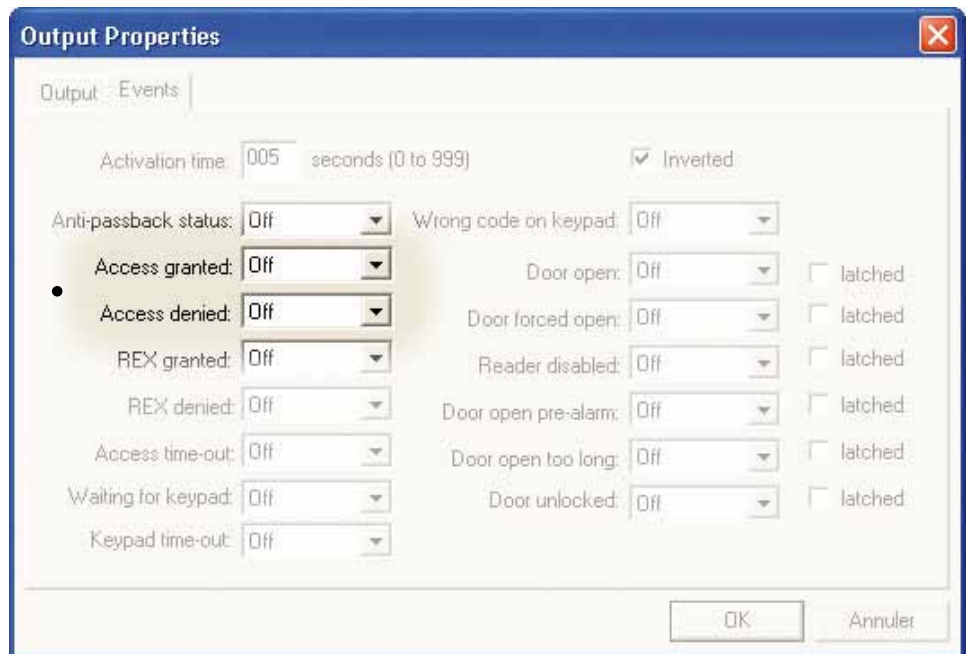 Output Properties
Output Events
Activation time: 005 seconds (0 to 999) Inverted
Anti-passback status: Off Wrong code on keypad: Off
Access granted: Off Door open: Off latched
Access denied: Off Door forced open: Off latched
REX granted: Off Reader disabled: Off latched
REX denied: Off Door open pre-alarm: Off latched
Access time-out: Off Door open too long: Off latched
Waiting for keypad: Off Door unlocked: Off latched
Keypad time-out: Off
OK Annuler